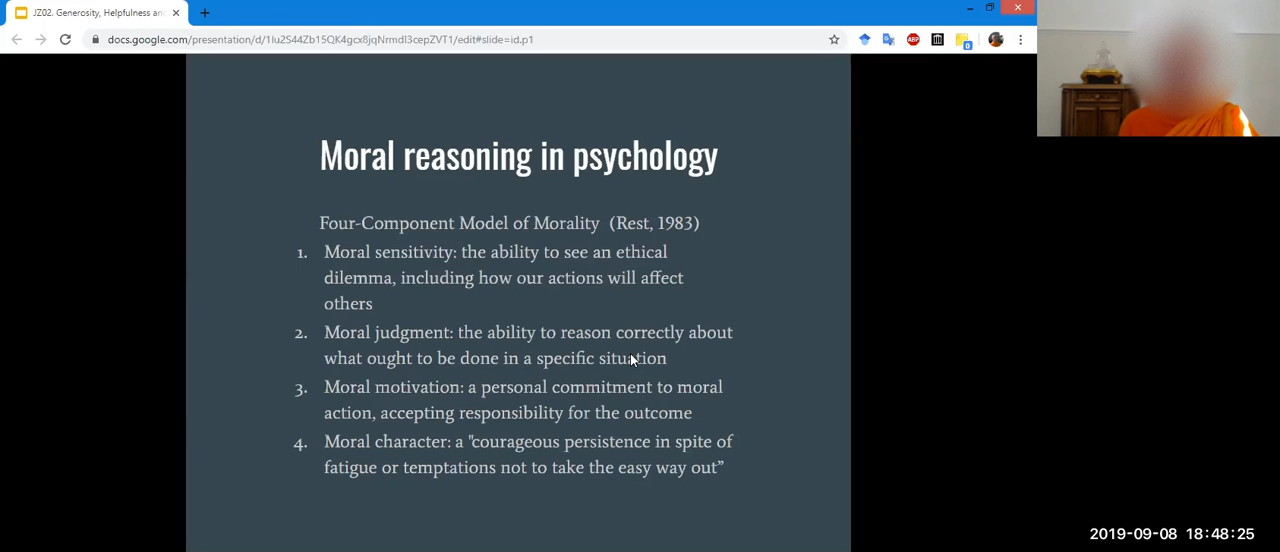 JZ02. Generosity, Helpfulness and
docs.google.com/presentation/d/1Iu2S44Zb15QK4gcx8jqNrmdI3cepZVT1/edit#slide=id.p1
ABP
Moral reasoning in psychology
Four-Component Model of Morality (Rest, 1983)
1. Moral sensitivity: the ability to see an ethical
dilemma, including how our actions will affect
others
2. Moral judgment: the ability to reason correctly about
what ought to be done in a specific situation
3. Moral motivation: a personal commitment to moral
action, accepting responsibility for the outcome
4. Moral character: a "courageous persistence in spite of
fatigue or temptations not to take the easy way out”
2019-09-08 18:48:25